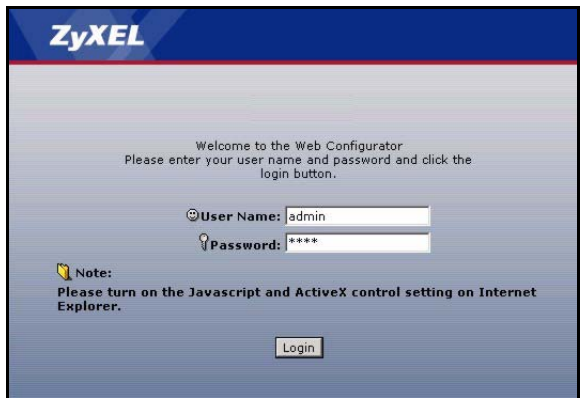 ZyXEL
Welcome to the Web Configurator
Please enter your user name and password and click the
login button.
User Name: admin
Password: ****
Note:
Please turn on the Javascript and ActiveX control setting on Internet
Explorer.
Login